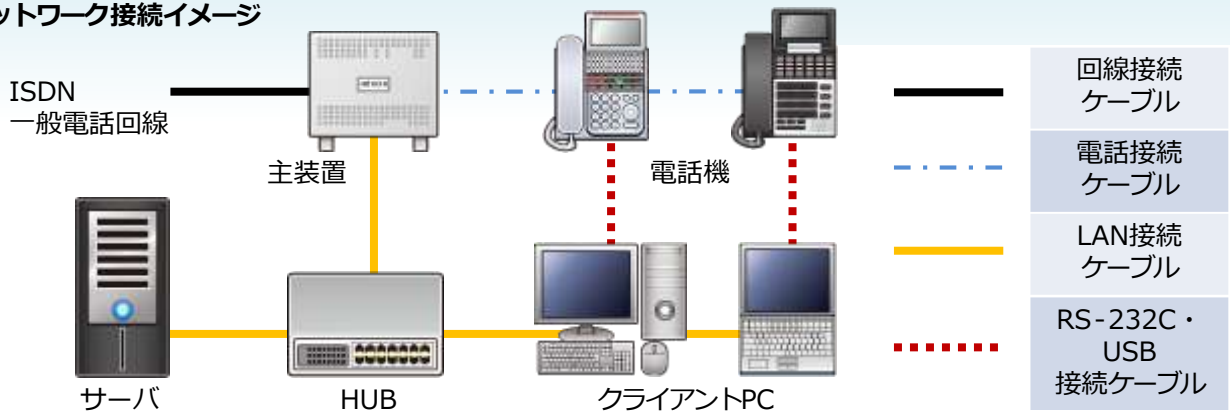 ットワーク接続イメージ
ISDN
一般電話回線
主装置
電話機
サーバ
HUB
クライアントPC
回線接続
ケーブル
電話接続
ケーブル
LAN接続
ケーブル
RS-232C・
USB
接続ケーブル